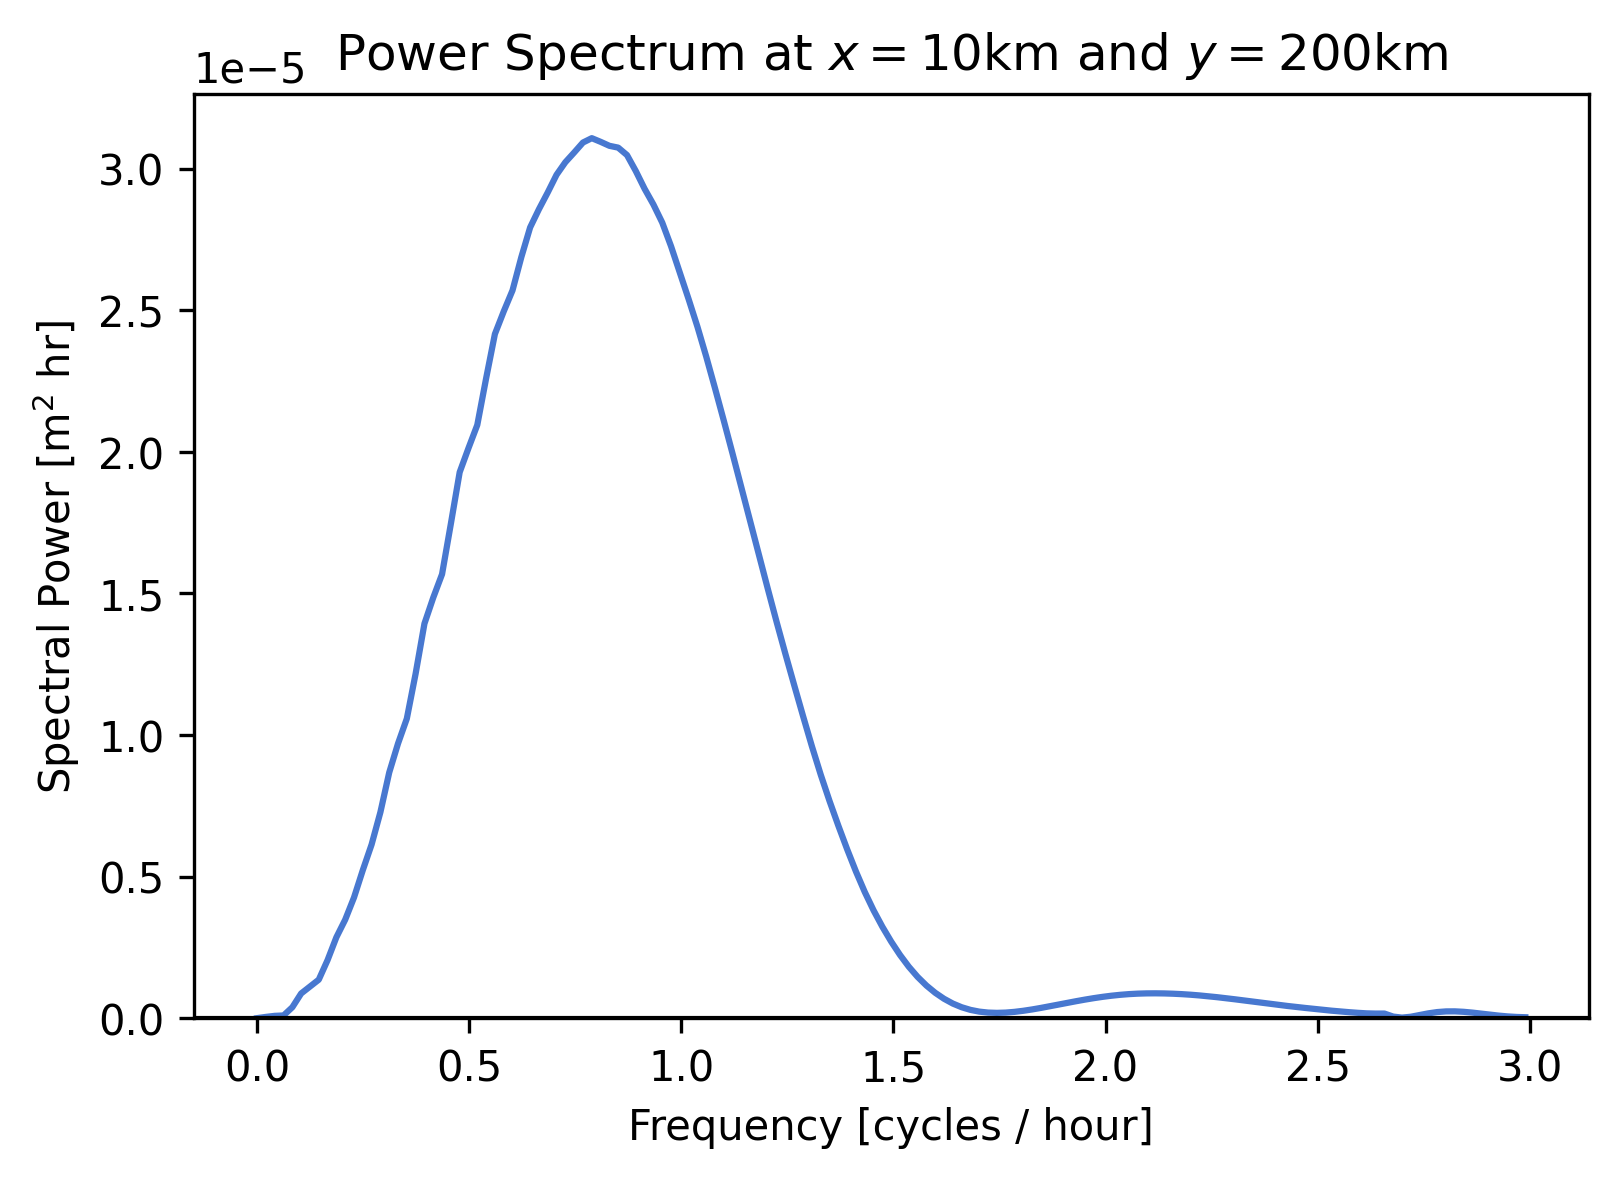 Power Spectrum at x = 10km and y = 200km
1e−5
3.0
2.5
2.0
1.5
1.0
0.5
0.0
Spectral Power [m² hr]
0.0 0.5 1.0 1.5 2.0 2.5 3.0
Frequency [cycles / hour]